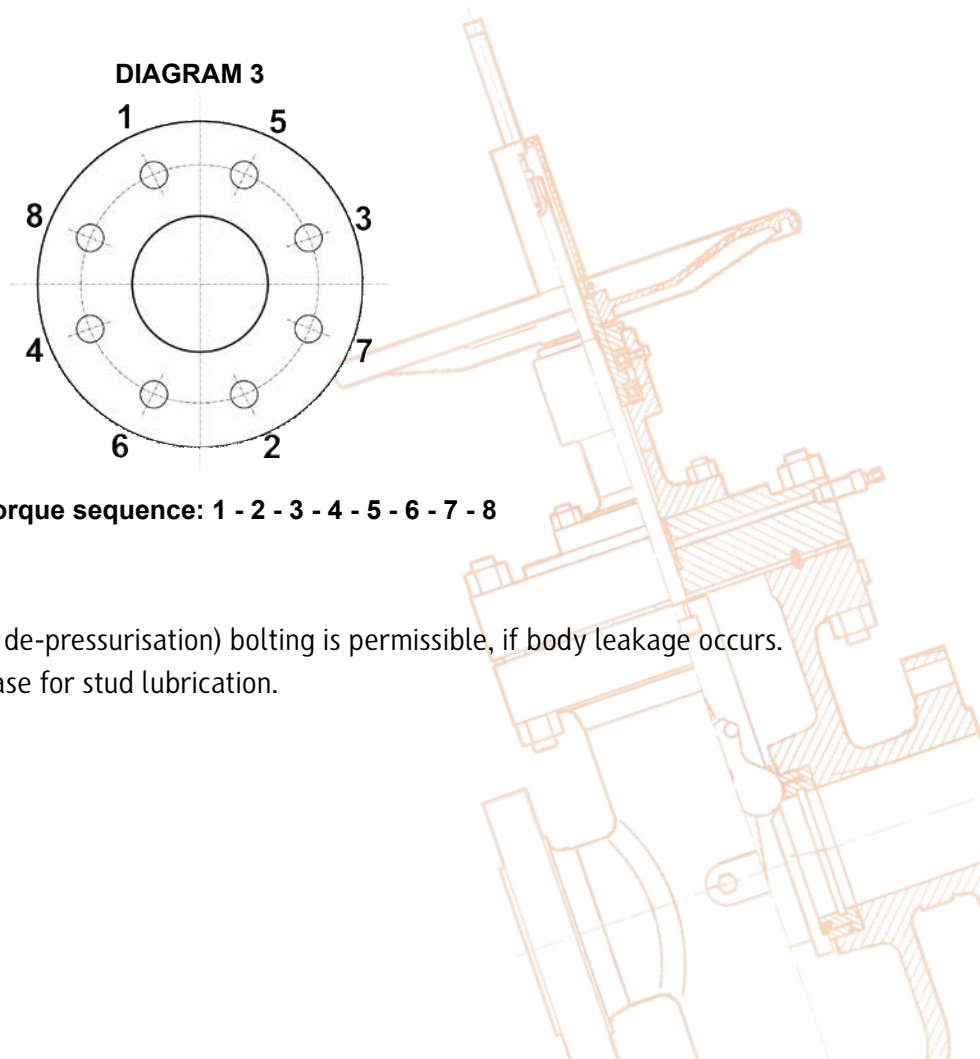 DIAGRAM 3
1 5
8 3
4 7
6 2
orque sequence: 1 - 2 - 3 - 4 - 5 - 6 - 7 - 8
de-pressurisation) bolting is permissible, if body leakage occurs.
ase for stud lubrication.